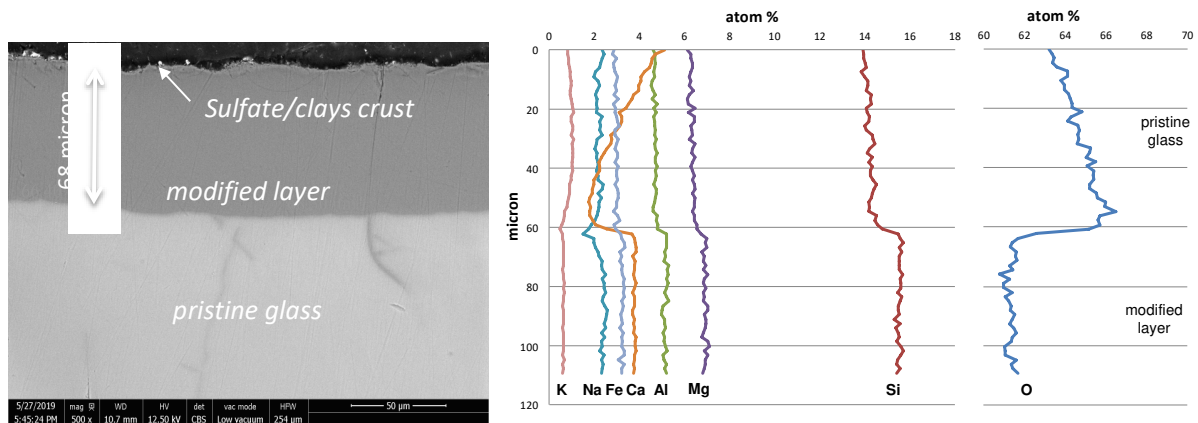 68 micron
Sulfate/clays crust
modified layer
pristine glass
5/27/2019 mag WD HV det vac mode HFW 50 µm
5:45:24 PM 500 x 10.7 mm 12.50 kV CBS Low vacuum 254 µm
atom %
0 2 4 6 8 10 12 14 16 18
0
20
40
60
80
100
120
micron
K Na Fe Ca Al Mg Si
atom %
60 62 64 66 68 70
pristine
glass
modified
layer
O